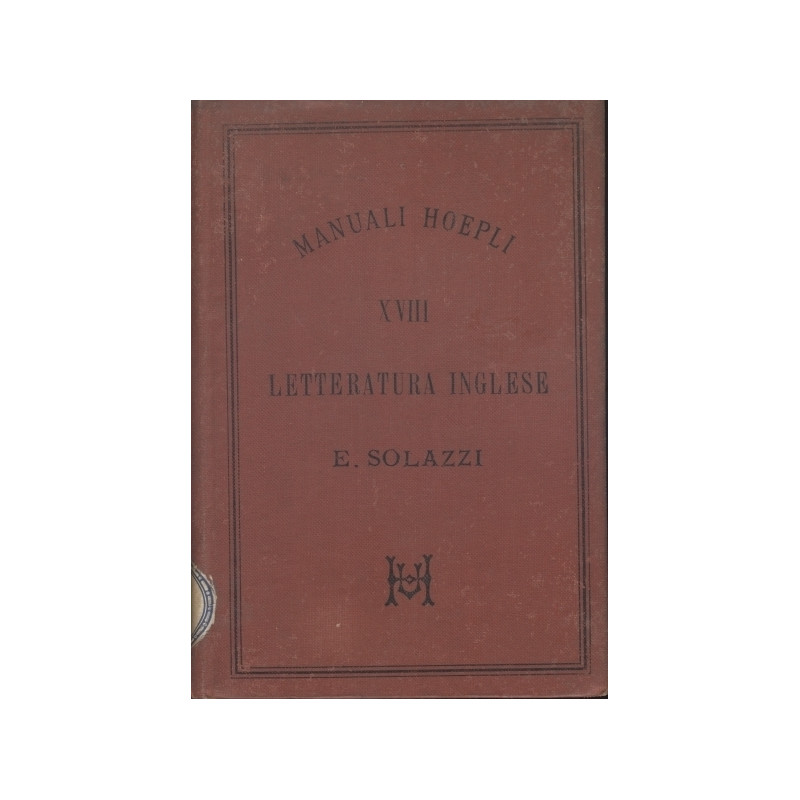 MANUALI HOEPLI
XVIII
LETTERATURA INGLESE
E. SOLAZZI